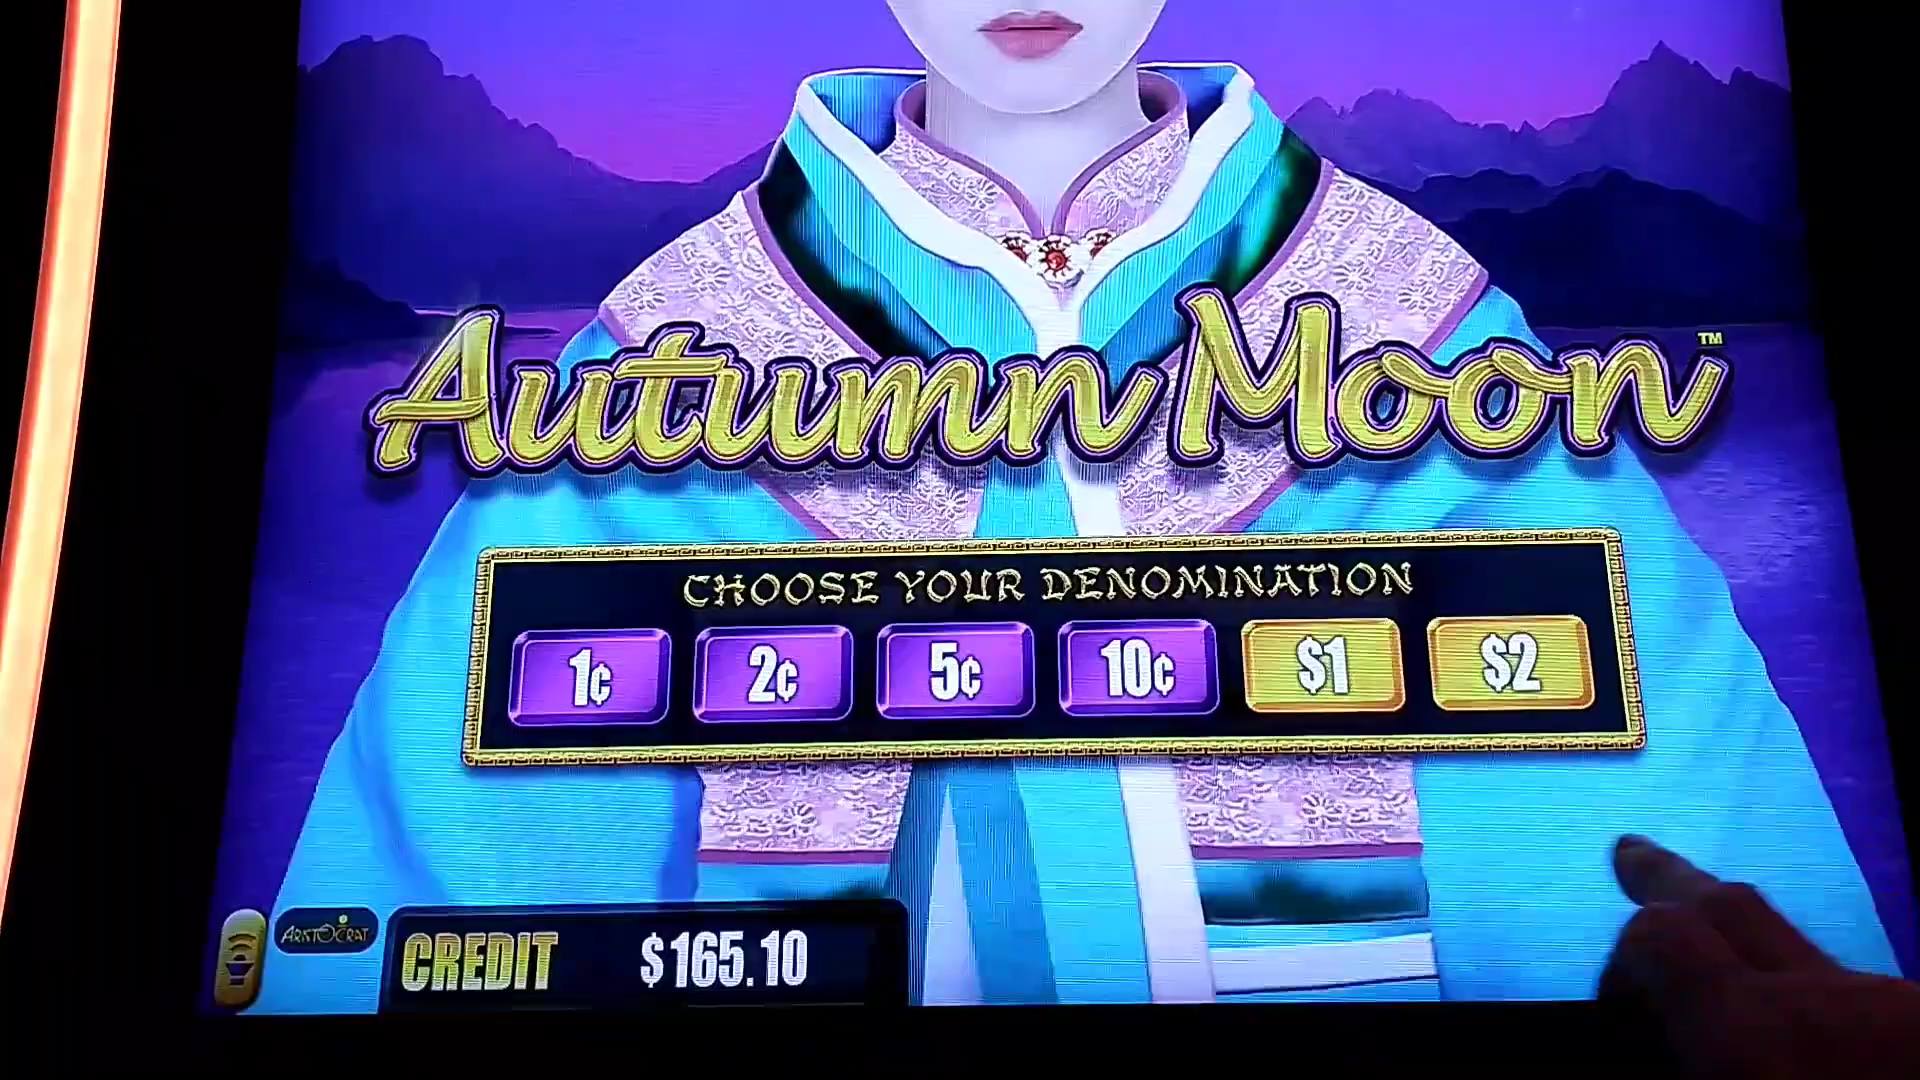 Autumn Moon™
CHOOSE YOUR DENOMINATION
1¢ 2¢ 5¢ 10¢ $1 $2
ARISTOCRAT
CREDIT $165.10